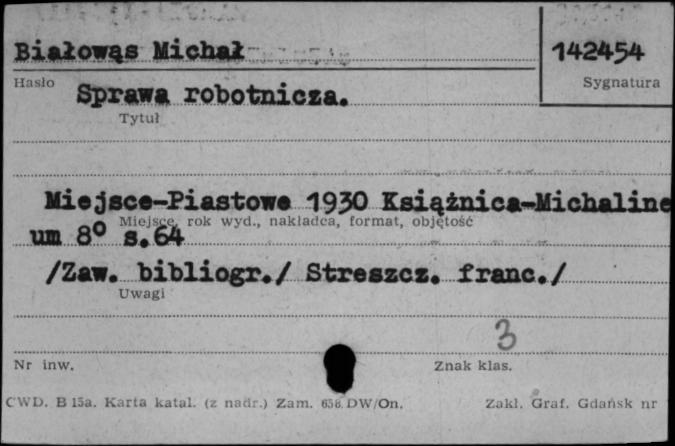 Białowąs Michał
142454
Hasło
Sygnatura
Sprawa robotnicza.
Tytuł
Miejsce-Piastowe 1930 Książnica-Michaline
Miejsce, rok wyd., nakładca, format, objętość
um 8° s.64
/Zaw. bibliogr./ Streszcz. franc./
Uwagi
3
Nr inw.
Znak klas.
CWD. B 15a. Karta katal. (z nadr.) Zam. 658. DW/On.
Zakł. Graf. Gdańsk nr